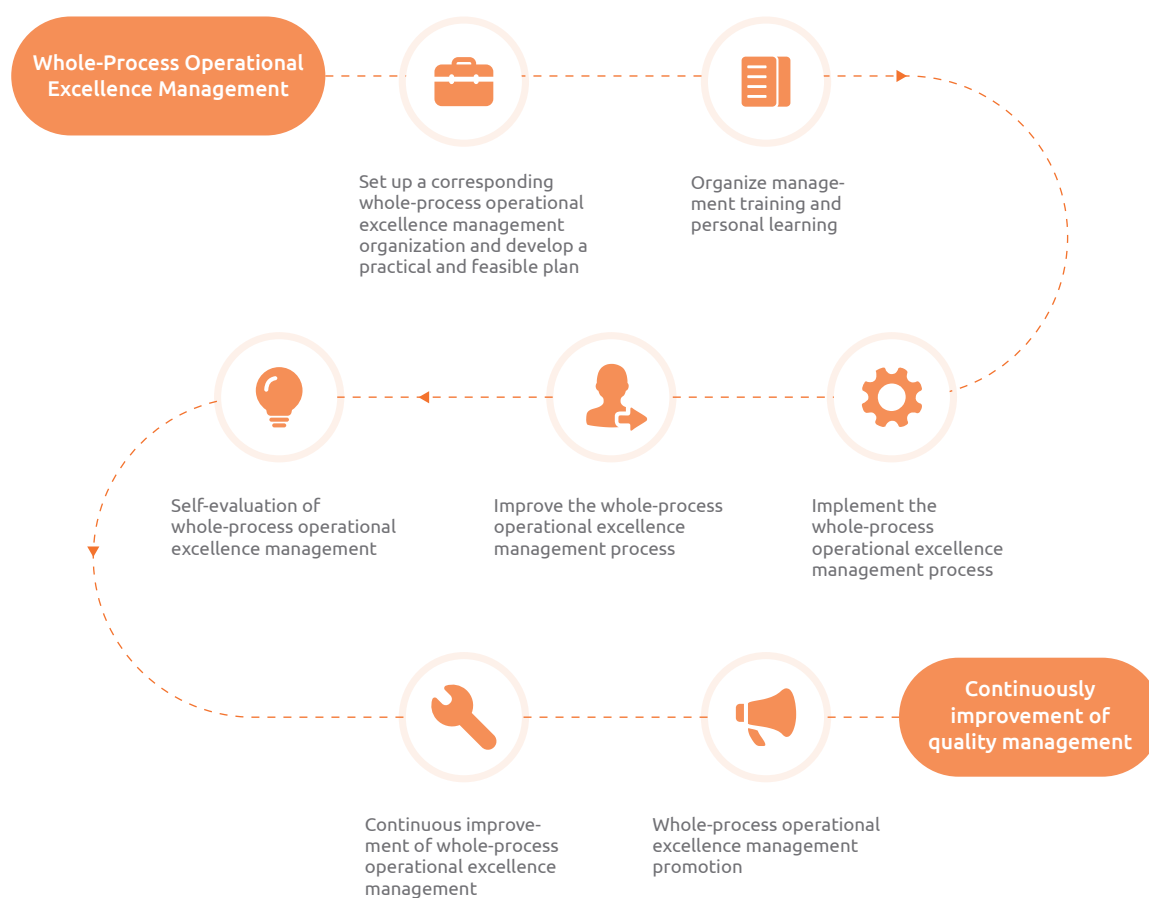 Whole-Process Operational
Excellence Management
Set up a corresponding
whole-process operational
excellence management
organization and develop a
practical and feasible plan
Organize manage-
ment training and
personal learning
Self-evaluation of
whole-process operational
excellence management
Improve the whole-process
operational excellence
management process
Implement the
whole-process
operational excellence
management process
Continuous improve-
ment of whole-process
operational excellence
management
Whole-process operational
excellence management
promotion
Continuously
improvement of
quality management